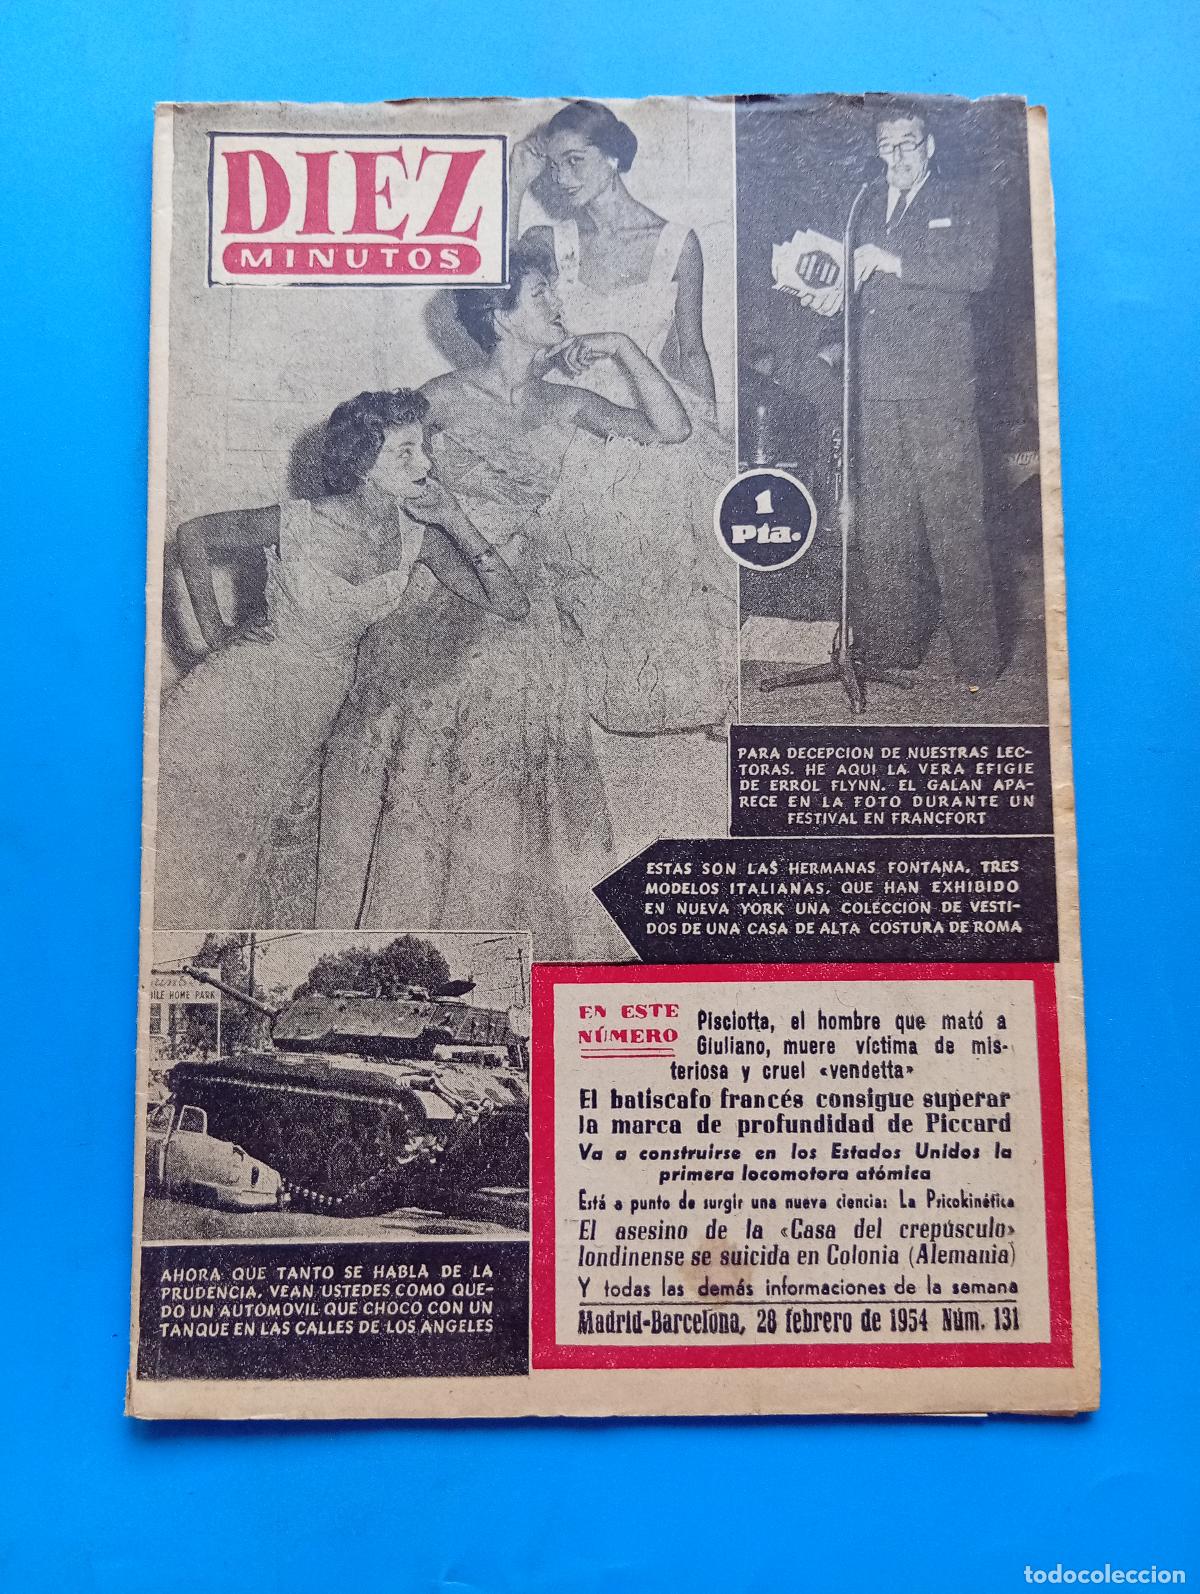 DIEZ
MINUTOS
1
Pta.
PARA DECEPCION DE NUESTRAS LEC-
TORAS. HE AQUI LA VERA EFIGIE
DE ERROL FLYNN. EL GALAN APA-
RECE EN LA FOTO DURANTE UN
FESTIVAL EN FRANCFORT
ESTAS SON LAS HERMANAS FONTANA, TRES
MODELOS ITALIANAS, QUE HAN EXHIBIDO
EN NUEVA YORK UNA COLECCION DE VESTI-
DOS DE UNA CASA DE ALTA COSTURA DE ROMA
BILE HOME PARK
AHORA QUE TANTO SE HABLA DE LA
PRUDENCIA, VEAN USTEDES COMO QUE-
DO UN AUTOMOVIL QUE CHOCO CON UN
TANQUE EN LAS CALLES DE LOS ANGELES
EN ESTE
NÚMERO
Pisciotta, el hombre que mató a
Giuliano, muere víctima de mis-
teriosa y cruel «vendetta»
El batiscafo francés consigue superar
la marca de profundidad de Piccard
Va a construirse en los Estados Unidos la
primera locomotora atómica
Está a punto de surgir una nueva ciencia: La Pricokinética
El asesino de la «Casa del crepúsculo»
londinense se suicida en Colonia (Alemania)
Y todas las demás informaciones de la semana
Madrid-Barcelona, 28 febrero de 1954 Núm. 131
todocoleccion